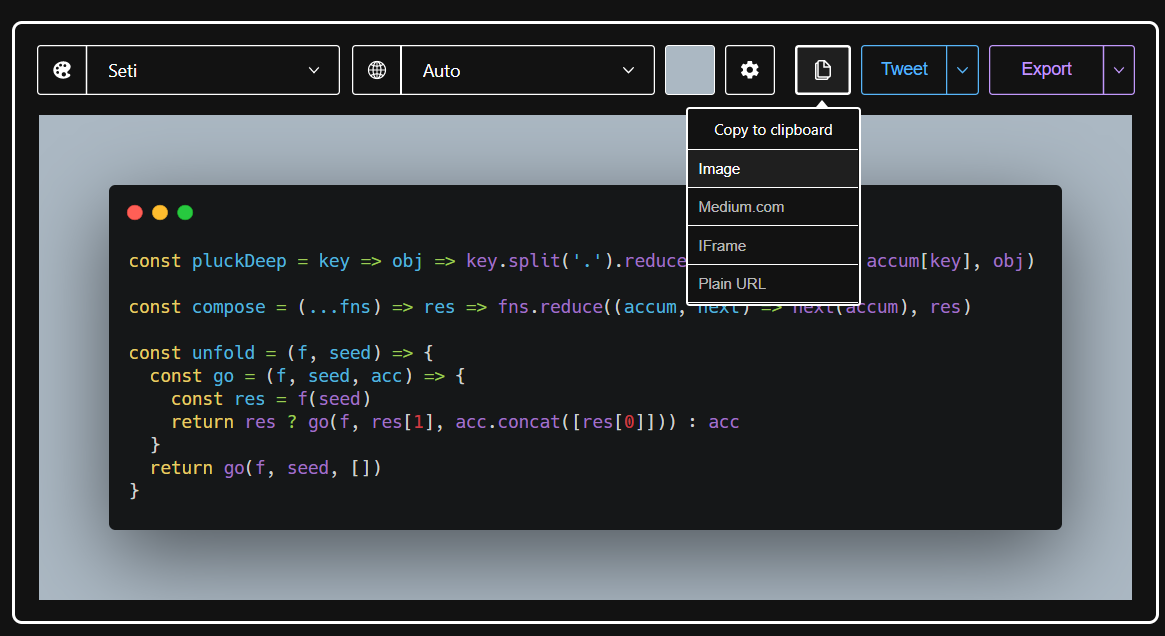 Seti
Auto
Tweet
Export
Copy to clipboard
Image
Medium.com
IFrame
Plain URL
const pluckDeep = key => obj => key.split('.').reduce accum[key], obj)
const compose = (...fns) => res => fns.reduce((accum, next) => next(accum), res)
const unfold = (f, seed) => {
  const go = (f, seed, acc) => {
    const res = f(seed)
    return res ? go(f, res[1], acc.concat([res[0]])) : acc
  }
  return go(f, seed, [])
}